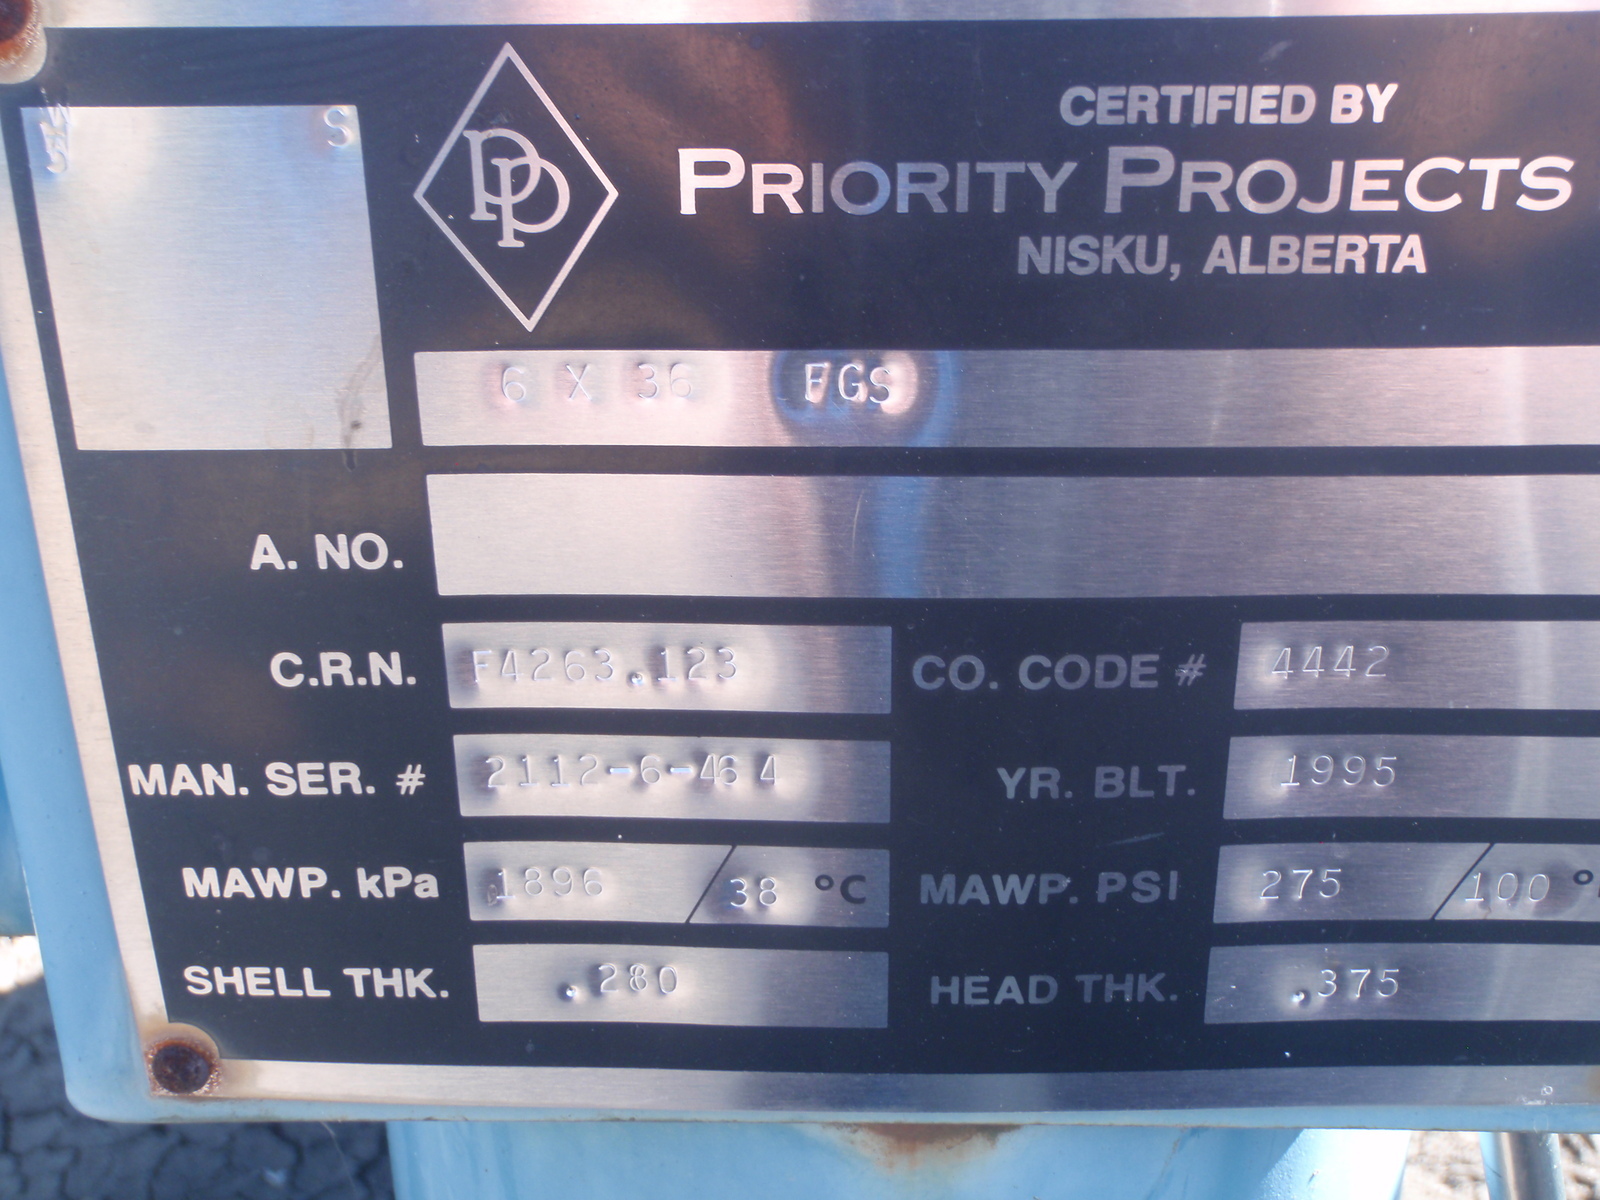 S
PP
CERTIFIED BY
PRIORITY PROJECTS
NISKU, ALBERTA
6 X 36 FGS
A. NO.
C.R.N. F4263.123 CO. CODE # 4442
MAN. SER. # 2112-6-464 YR. BLT. 1995
MAWP. kPa 1896 / 38 °C MAWP. PSI 275 / 100 °
SHELL THK. .280 HEAD THK. .375